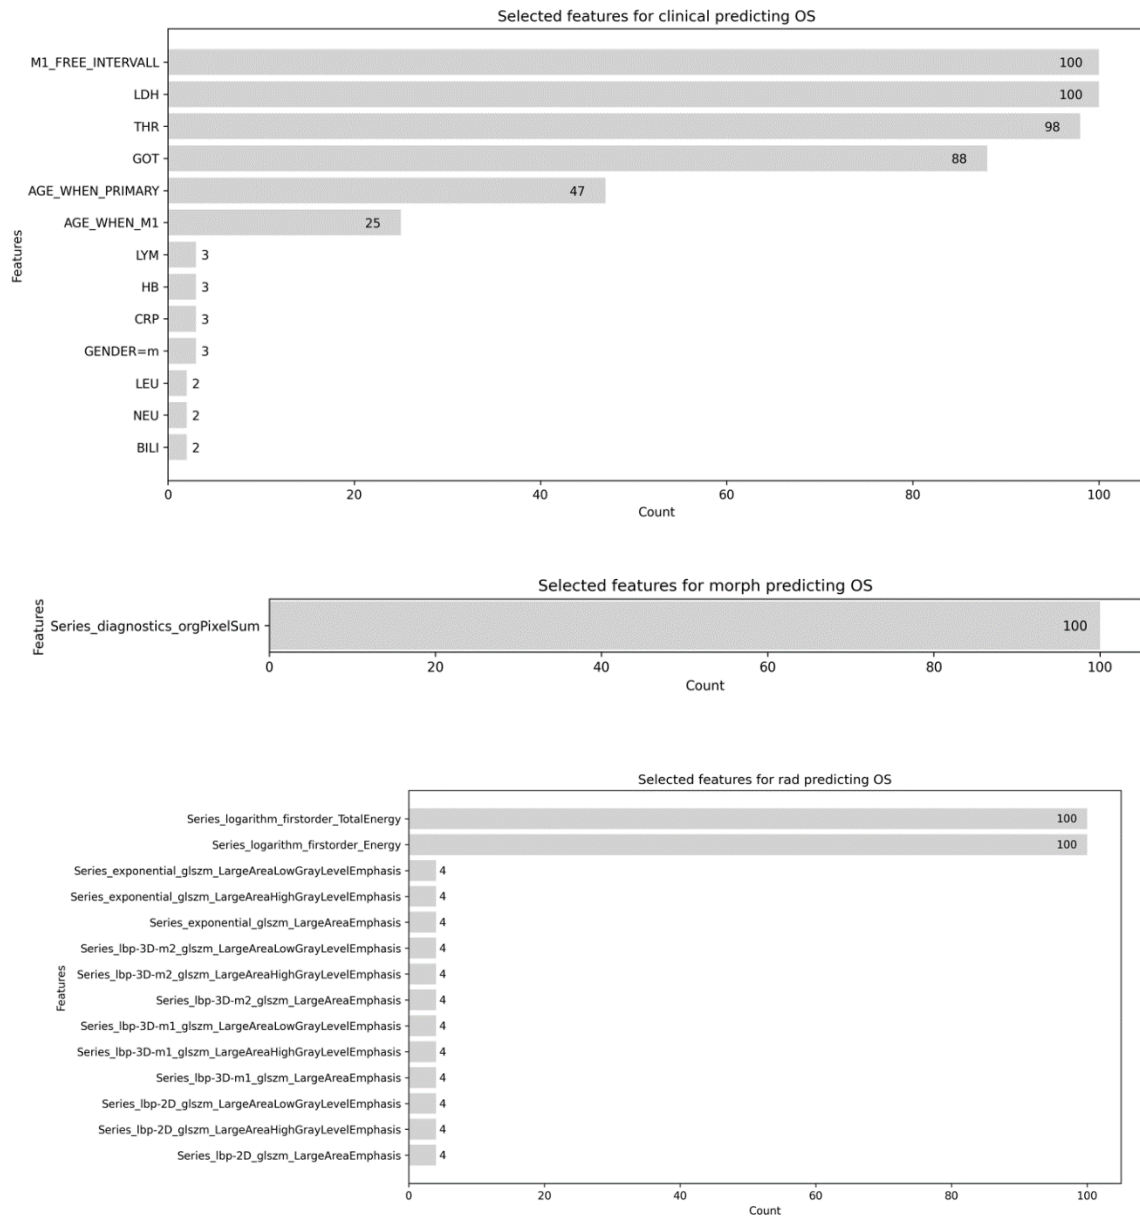 Selected features for clinical predicting OS
Features
M1_FREE_INTERVALL 100
LDH 100
THR 98
GOT 88
AGE_WHEN_PRIMARY 47
AGE_WHEN_M1 25
LYM 3
HB 3
CRP 3
GENDER=m 3
LEU 2
NEU 2
BILI 2
0 20 40 60 80 100
Count
Selected features for morph predicting OS
Features
Series_diagnostics_orgPixelSum 100
0 20 40 60 80 100
Count
Selected features for rad predicting OS
Features
Series_logarithm_firstorder_TotalEnergy 100
Series_logarithm_firstorder_Energy 100
Series_exponential_glszm_LargeAreaLowGrayLevelEmphasis 4
Series_exponential_glszm_LargeAreaHighGrayLevelEmphasis 4
Series_exponential_glszm_LargeAreaEmphasis 4
Series_lbp-3D-m2_glszm_LargeAreaLowGrayLevelEmphasis 4
Series_lbp-3D-m2_glszm_LargeAreaHighGrayLevelEmphasis 4
Series_lbp-3D-m2_glszm_LargeAreaEmphasis 4
Series_lbp-3D-m1_glszm_LargeAreaLowGrayLevelEmphasis 4
Series_lbp-3D-m1_glszm_LargeAreaHighGrayLevelEmphasis 4
Series_lbp-3D-m1_glszm_LargeAreaEmphasis 4
Series_lbp-2D_glszm_LargeAreaLowGrayLevelEmphasis 4
Series_lbp-2D_glszm_LargeAreaHighGrayLevelEmphasis 4
Series_lbp-2D_glszm_LargeAreaEmphasis 4
0 20 40 60 80 100
Count